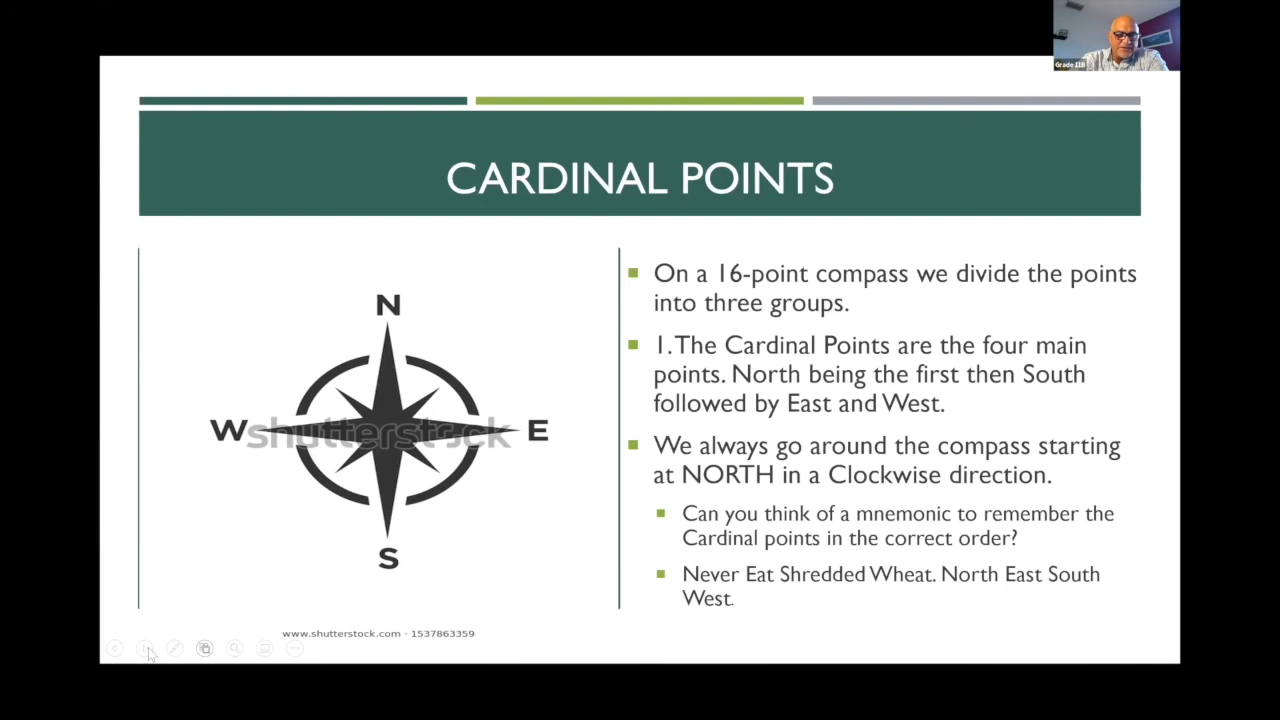 Grade 11B
CARDINAL POINTS
N
W
E
S
shutterstock
www.shutterstock.com · 1537863359
On a 16-point compass we divide the points
into three groups.
1. The Cardinal Points are the four main
points. North being the first then South
followed by East and West.
We always go around the compass starting
at NORTH in a Clockwise direction.
Can you think of a mnemonic to remember the
Cardinal points in the correct order?
Never Eat Shredded Wheat. North East South
West.